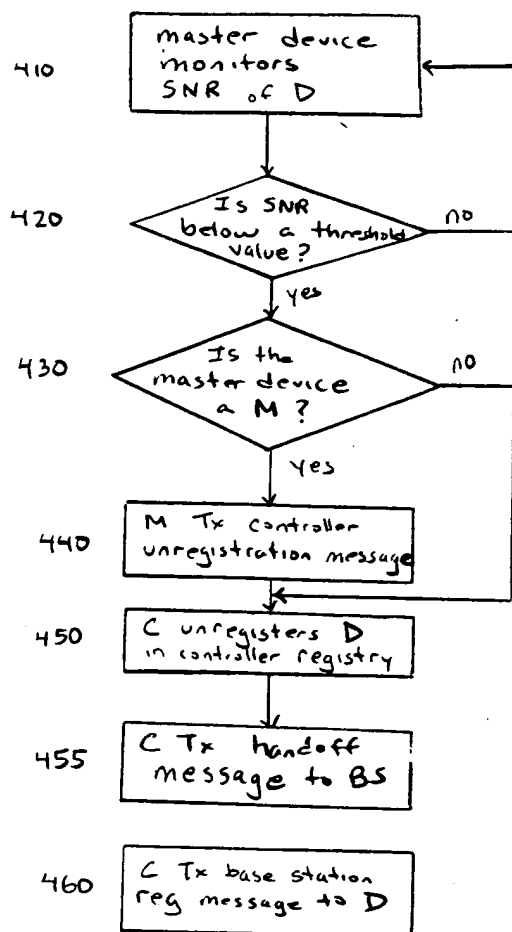 410
master device
monitors
SNR of D
420
Is SNR
below a threshold
value?
no
yes
430
Is the
master device
a M ?
no
yes
440
M Tx controller
unregistration message
450
C unregisters D
in controller registry
455
C Tx handoff
message to BS
460
C Tx base station
reg message to D